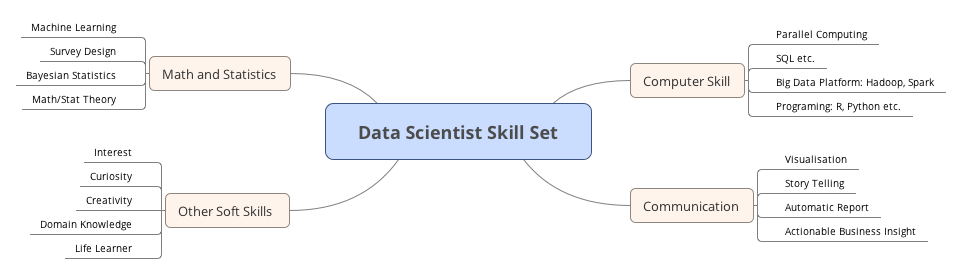 Data Scientist Skill Set
Math and Statistics
Machine Learning
Survey Design
Bayesian Statistics
Math/Stat Theory
Other Soft Skills
Interest
Curiosity
Creativity
Domain Knowledge
Life Learner
Computer Skill
Parallel Computing
SQL etc.
Big Data Platform: Hadoop, Spark
Programing: R, Python etc.
Communication
Visualisation
Story Telling
Automatic Report
Actionable Business Insight